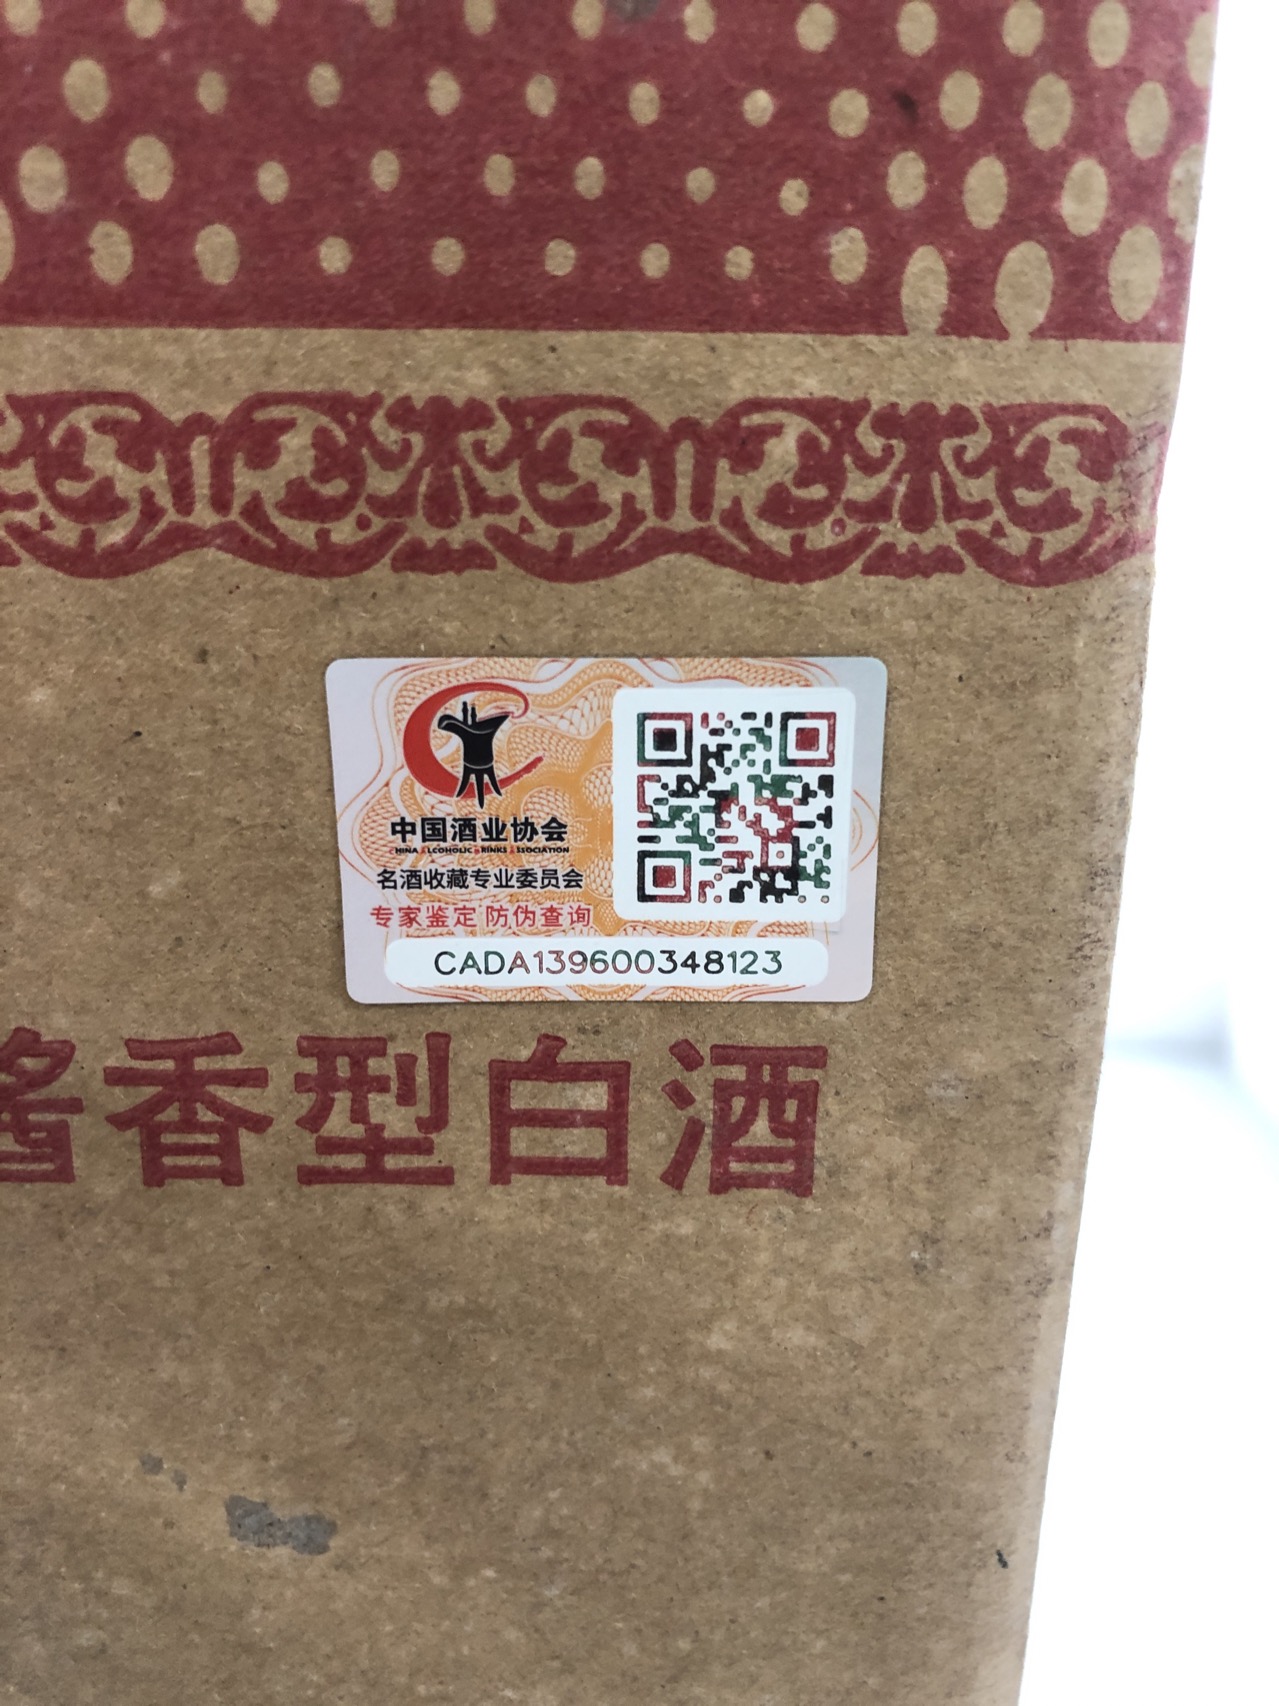 中国酒业协会
CHINA ALCOHOLIC DRINKS ASSOCIATION
名酒收藏专业委员会
专家鉴定 防伪查询
CADA139600348123
酱香型白酒